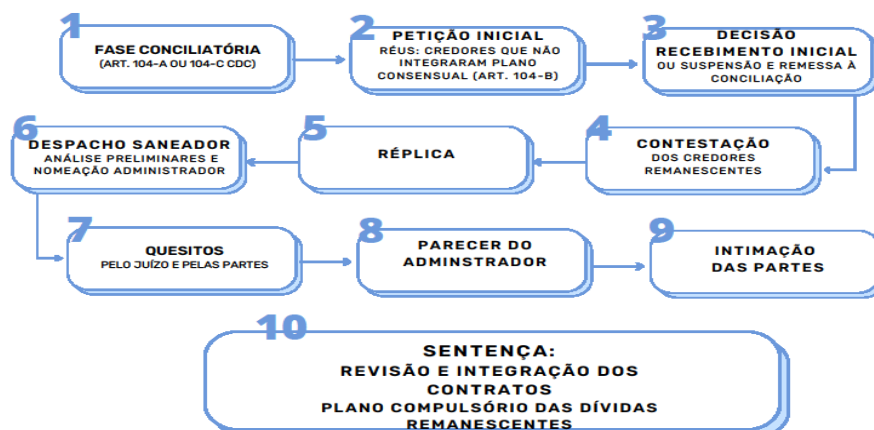 1
FASE CONCILIATÓRIA
(ART. 104-A OU 104-C CDC)
2
PETIÇÃO INICIAL
RÉUS: CREDORES QUE NÃO
INTEGRARAM PLANO
CONSENSUAL (ART. 104-B)
3
DECISÃO
RECEBIMENTO INICIAL
OU SUSPENSÃO E REMESSA À
CONCILIAÇÃO
4
CONTESTAÇÃO
DOS CREDORES
REMANESCENTES
5
RÉPLICA
6
DESPACHO SANEADOR
ANÁLISE PRELIMINARES E
NOMEAÇÃO ADMINISTRADOR
7
QUESITOS
PELO JUÍZO E PELAS PARTES
8
PARECER DO
ADMINSTRADOR
9
INTIMAÇÃO
DAS PARTES
10
SENTENÇA:
REVISÃO E INTEGRAÇÃO DOS
CONTRATOS
PLANO COMPULSÓRIO DAS DÍVIDAS
REMANESCENTES